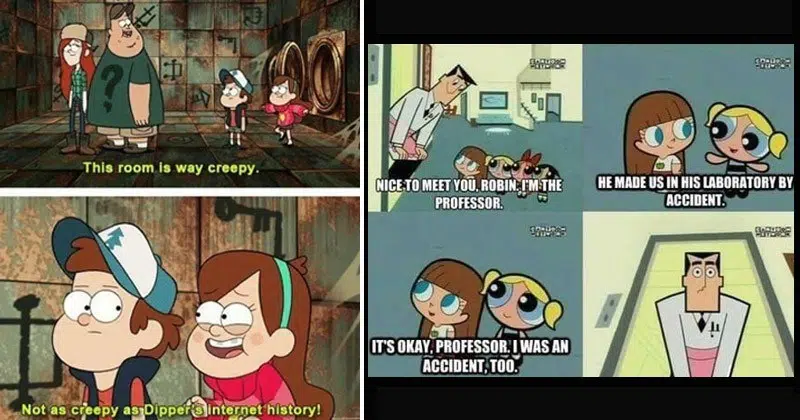 This room is way creepy.
Not as creepy as Dipper's internet history!
NICE TO MEET YOU, ROBIN. I'M THE
PROFESSOR.
HE MADE US IN HIS LABORATORY BY
ACCIDENT.
IT'S OKAY, PROFESSOR. I WAS AN
ACCIDENT, TOO.